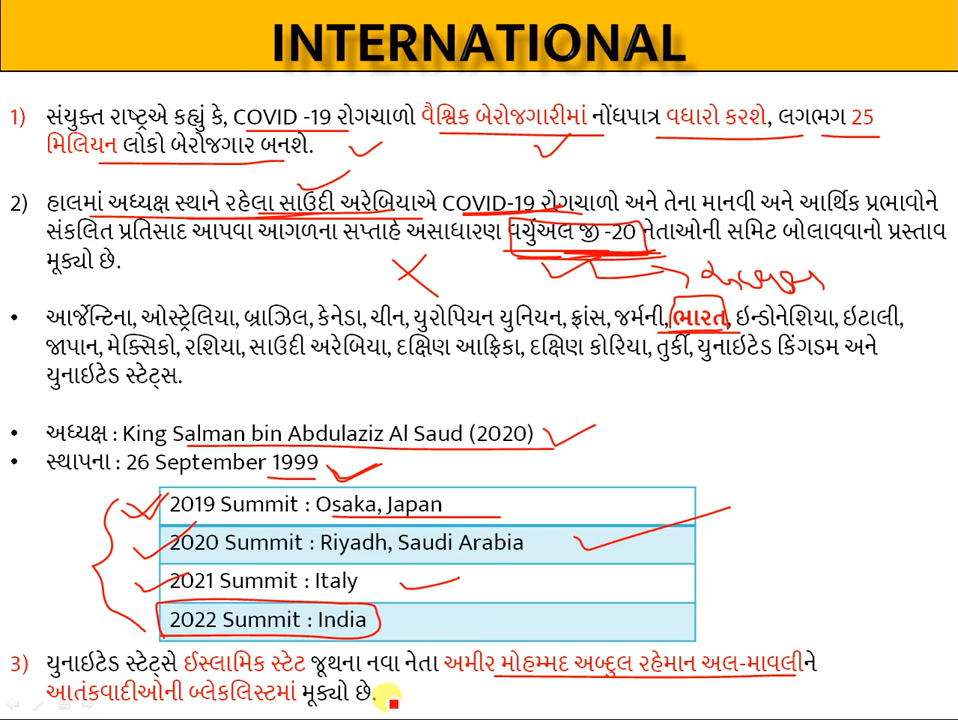 INTERNATIONAL
1) સંયુક્ત રાષ્ટ્રએ કહ્યું કે, COVID -19 રોગચાળો વૈશ્વિક બેરોજગારીમાં નોંધપાત્ર વધારો કરશે, લગભગ 25
મિલિયન લોકો બેરોજગાર બનશે.
2) હાલમાં અધ્યક્ષ સ્થાને રહેલા સાઉદી અરેબિયાએ COVID-19 રોગચાળો અને તેના માનવી અને આર્થિક પ્રભાવોને
સંકલિત પ્રતિસાદ આપવા આગળના સપ્તાહે અસાધારણ વર્ચુઅલ જી -20 નેતાઓની સમિટ બોલાવવાનો પ્રસ્તાવ
મૂક્યો છે.
• આર્જેન્ટિના, ઓસ્ટ્રેલિયા, બ્રાઝિલ, કેનેડા, ચીન, યુરોપિયન યુનિયન, ફ્રાંસ, જર્મની, ભારત, ઇન્ડોનેશિયા, ઇટાલી,
જાપાન, મેક્સિકો, રશિયા, સાઉદી અરેબિયા, દક્ષિણ આફ્રિકા, દક્ષિણ કોરિયા, તુર્કી, યુનાઇટેડ કિંગડમ અને
યુનાઇટેડ સ્ટેટ્સ.
• અધ્યક્ષ : King Salman bin Abdulaziz Al Saud (2020)
• સ્થાપના : 26 September 1999
2019 Summit : Osaka, Japan
2020 Summit : Riyadh, Saudi Arabia
2021 Summit : Italy
2022 Summit : India
3) યુનાઇટેડ સ્ટેટ્સે ઈસ્લામિક સ્ટેટ જૂથના નવા નેતા અમીર મોહમ્મદ અબ્દુલ રહેમાન અલ-માવલીને
આતંકવાદીઓની બ્લેકલિસ્ટમાં મૂક્યો છે.